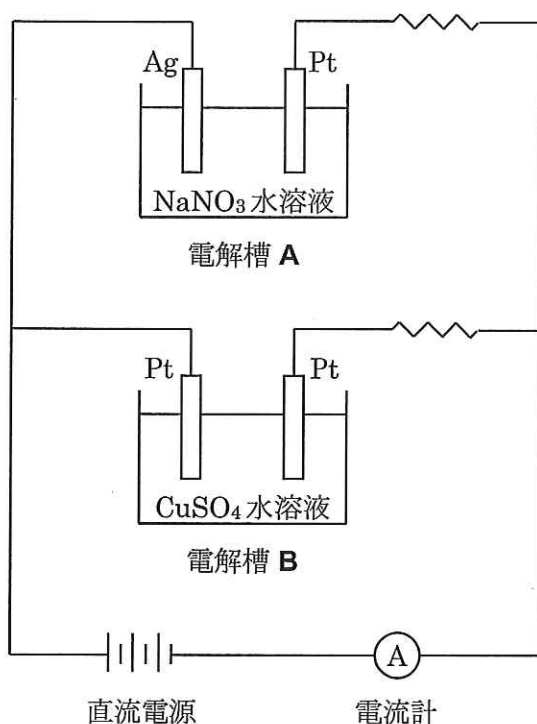 Ag Pt
NaNO₃水溶液
電解槽 A
Pt Pt
CuSO₄水溶液
電解槽 B
A
直流電源 電流計